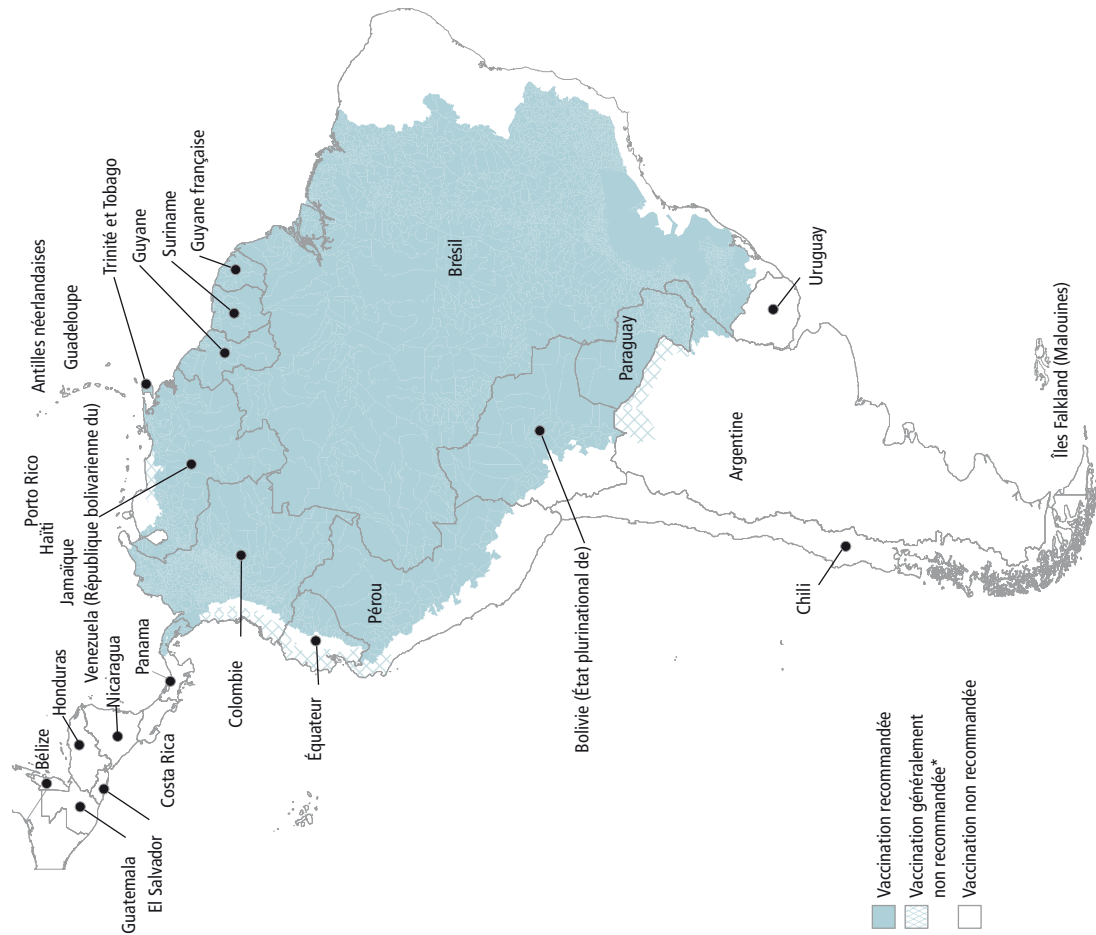 Bélize
Honduras
Nicaragua
Panama
Venezuela (République bolivarienne du)
Jamaïque
Haïti
Porto Rico
Antilles néerlandaises
Guadeloupe
Trinité et Tobago
Guyane
Suriname
Guyane française
Guatemala
El Salvador
Costa Rica
Colombie
Équateur
Pérou
Brésil
Bolivie (État plurinational de)
Paraguay
Uruguay
Argentine
Chili
Îles Falkland (Malouines)
Vaccination recommandée
Vaccination généralement
non recommandée*
Vaccination non recommandée